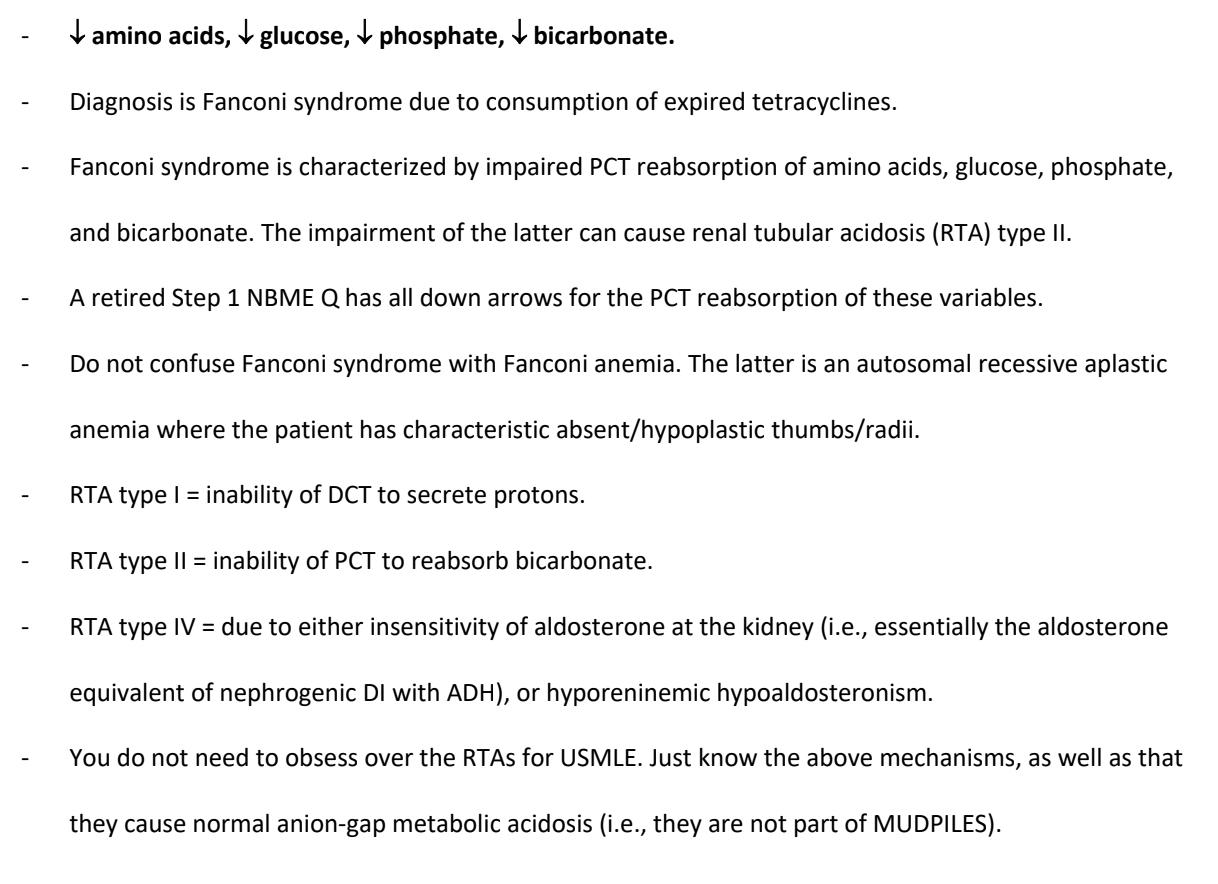 - ↓ amino acids, ↓ glucose, ↓ phosphate, ↓ bicarbonate.
- Diagnosis is Fanconi syndrome due to consumption of expired tetracyclines.
- Fanconi syndrome is characterized by impaired PCT reabsorption of amino acids, glucose, phosphate,
and bicarbonate. The impairment of the latter can cause renal tubular acidosis (RTA) type II.
- A retired Step 1 NBME Q has all down arrows for the PCT reabsorption of these variables.
- Do not confuse Fanconi syndrome with Fanconi anemia. The latter is an autosomal recessive aplastic
anemia where the patient has characteristic absent/hypoplastic thumbs/radii.
- RTA type I = inability of DCT to secrete protons.
- RTA type II = inability of PCT to reabsorb bicarbonate.
- RTA type IV = due to either insensitivity of aldosterone at the kidney (i.e., essentially the aldosterone
equivalent of nephrogenic DI with ADH), or hyporeninemic hypoaldosteronism.
- You do not need to obsess over the RTAs for USMLE. Just know the above mechanisms, as well as that
they cause normal anion-gap metabolic acidosis (i.e., they are not part of MUDPILES).